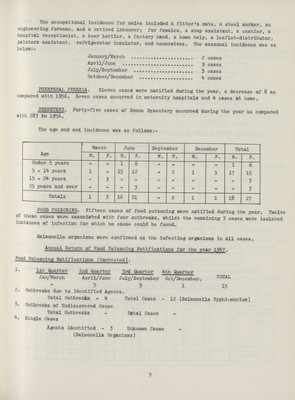 The occupational incidence for males included a fitter's mate, a steel worker, an
engineering foreman, and a retired labourer; for females, a shop assistant, a cashier, a
hospital receptionist, a boot bottler, a factory hand, a home help, a leaflet-distributor,
painters assistant, refrigerator insulator, and housewives. The seasonal incidence was as
below:-
January/March ................... 2 cases
April/June ................... 9 cases
July/September ................... 3 cases
October/December ................... 4 cases
PUERPERAL PYREXIA. Eleven cases were notified during the year, a decrease of 8 as
compared with 1956. Seven cases occurred in maternity hospitals and 4 cases at home.
DYSENTERY. Forty-five cases of Sonne Dysentery occurred during the year as compared
with 283 in 1956.
The age and sex incidence was as follows:-
Age March June September December Total
M. F. M. F. M. F. M. F. M. F.
Under 5 years - - 1 6 - - - - 1 6
5 - 14 years 1 - 15 12 - 2 1 1 17 15
15 - 24 years - 3 - - - - - - - 3
25 years and over - - - 3 - - - - - 3
Totals 1 3 16 21 - 2 1 1 18 27
FOOD POISONING. Fifteen cases of food poisoning were notified during the year. Twelve
of these cases were associated with four outbreaks, whilst the remaining 3 cases were isolated
instances of infection for which no cause could be found.
Salmonella organisms were confirmed as the infecting organisms in all cases.
Annual Return of Food Poisoning Notifications for the year 1957.
Food Poisoning Notifications (Corrected).
1. 1st Quarter 2nd Quarter 3rd Quarter 4th Quarter
Jan/March April/June July/September Oct/December. TOTAL
- 5 9 1 15
2. Outbreaks due to Identified Agents.
Total Outbreaks - 4 Total Cases - 12 (Salmonella Typhi-murium)
3. Outbreaks of Undiscovered Cause
Total Outbreaks - Total Cases -
4. Single Cases
Agents Identified - 3 Unknown Cause -
(Salmonella Organisms)
9